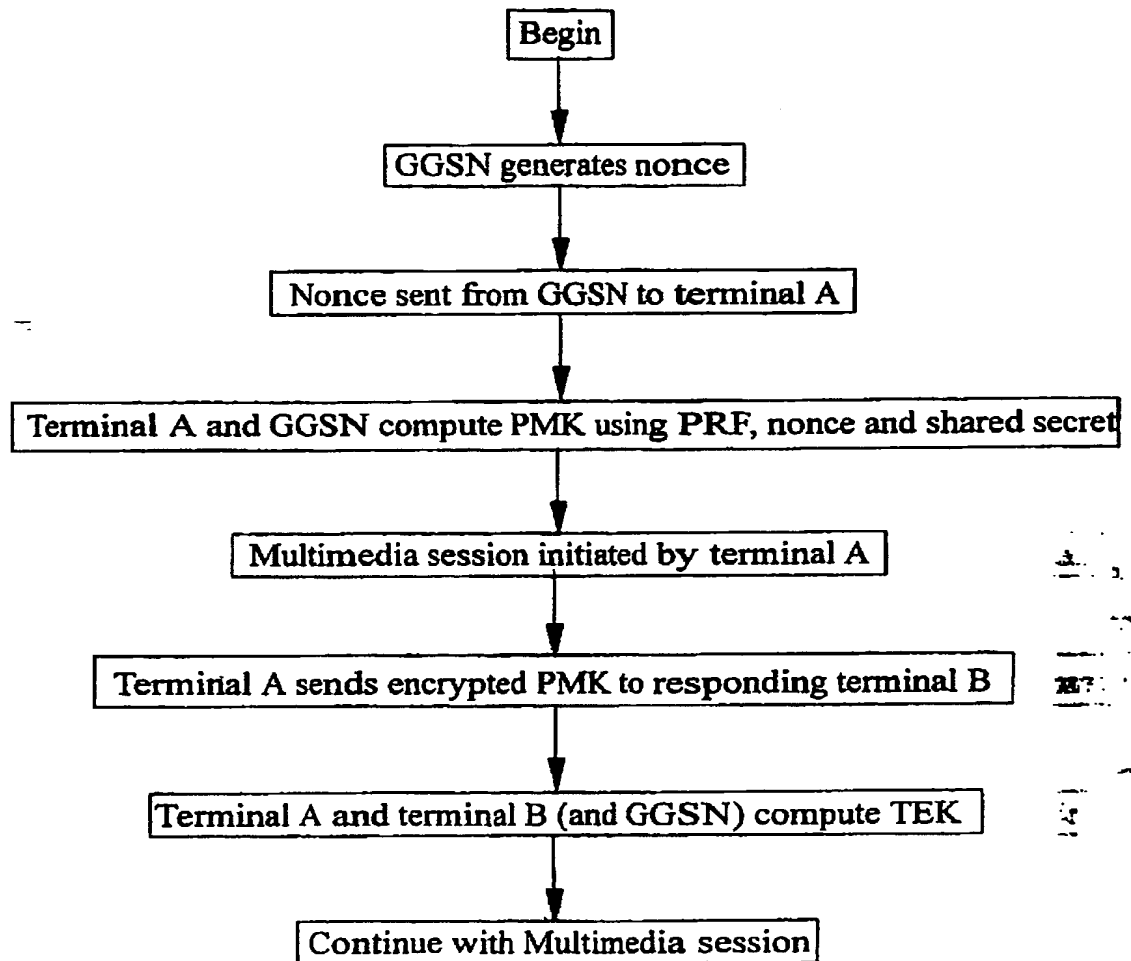 Begin
GGSN generates nonce
Nonce sent from GGSN to terminal A
Terminal A and GGSN compute PMK using PRF, nonce and shared secret
Multimedia session initiated by terminal A
Terminal A sends encrypted PMK to responding terminal B
Terminal A and terminal B (and GGSN) compute TEK
Continue with Multimedia session